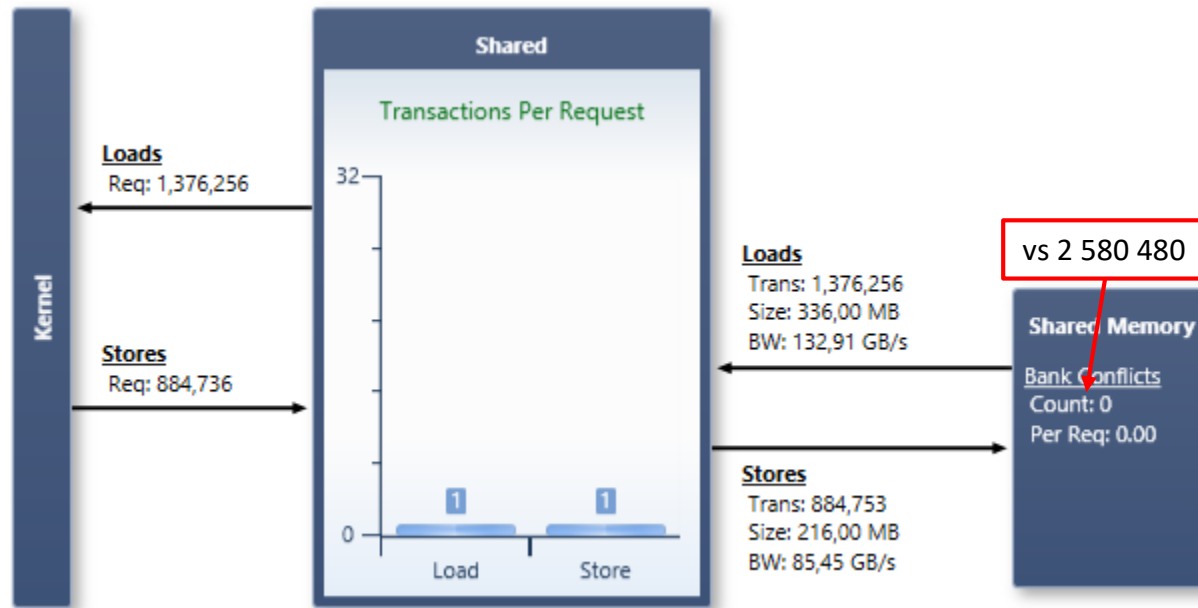 Kernel
Loads
Req: 1,376,256
Stores
Req: 884,736
Shared
Transactions Per Request
32
0
1
1
Load
Store
Loads
Trans: 1,376,256
Size: 336,00 MB
BW: 132,91 GB/s
Stores
Trans: 884,753
Size: 216,00 MB
BW: 85,45 GB/s
vs 2 580 480
Shared Memory
Bank Conflicts
Count: 0
Per Req: 0.00